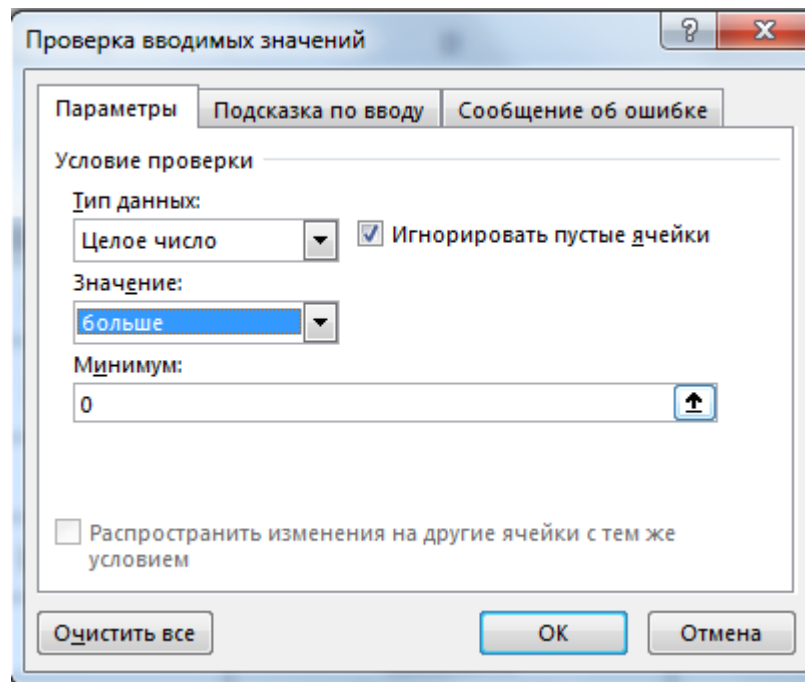 Проверка вводимых значений
Параметры Подсказка по вводу Сообщение об ошибке
Условие проверки
Тип данных:
Целое число Игнорировать пустые ячейки
Значение:
больше
Минимум:
0
Распространить изменения на другие ячейки с тем же
условием
Очистить все ОК Отмена